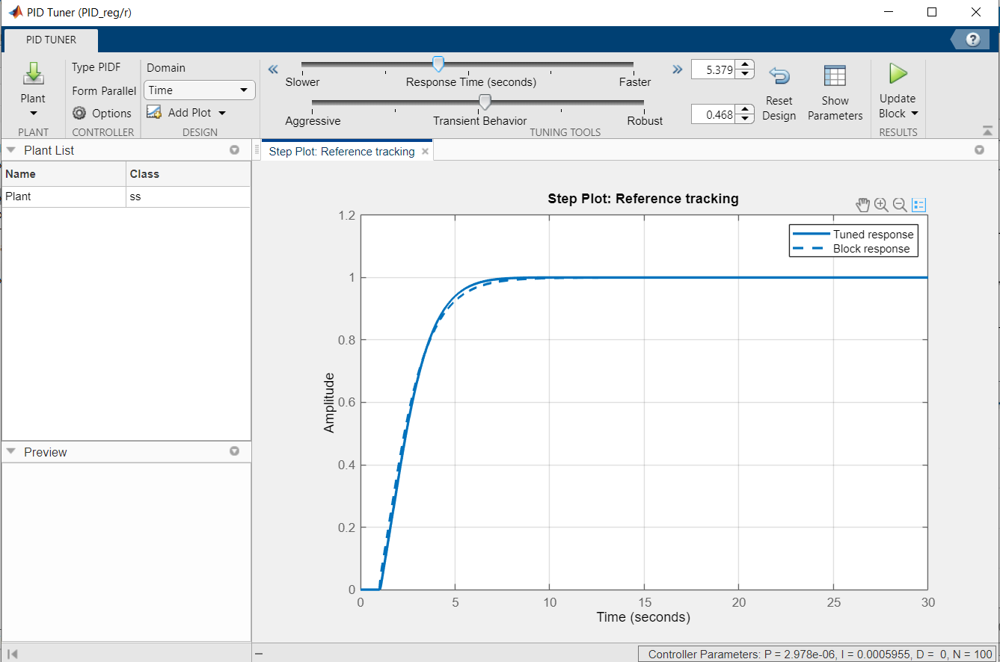 PID Tuner (PID_reg/r)
PID TUNER
?
Plant
PLANT
Type PIDF
Form Parallel
Options
CONTROLLER
Domain
Time
Add Plot
DESIGN
Slower
Response Time (seconds)
Faster
5.379
Aggressive
Transient Behavior
Robust
0.468
Reset
Design
Show
Parameters
TUNING TOOLS
Update
Block
RESULTS
Plant List
Name Class
Plant ss
Preview
Step Plot: Reference tracking
Step Plot: Reference tracking
Tuned response
Block response
Amplitude
1.2
1
0.8
0.6
0.4
0.2
0
0 5 10 15 20 25 30
Time (seconds)
Controller Parameters: P = 2.978e-06, I = 0.0005955, D = 0, N = 100